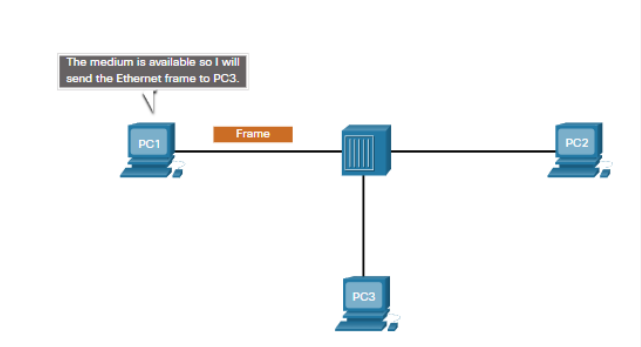 The medium is available so I will
send the Ethernet frame to PC3.
Frame
PC1
PC2
PC3